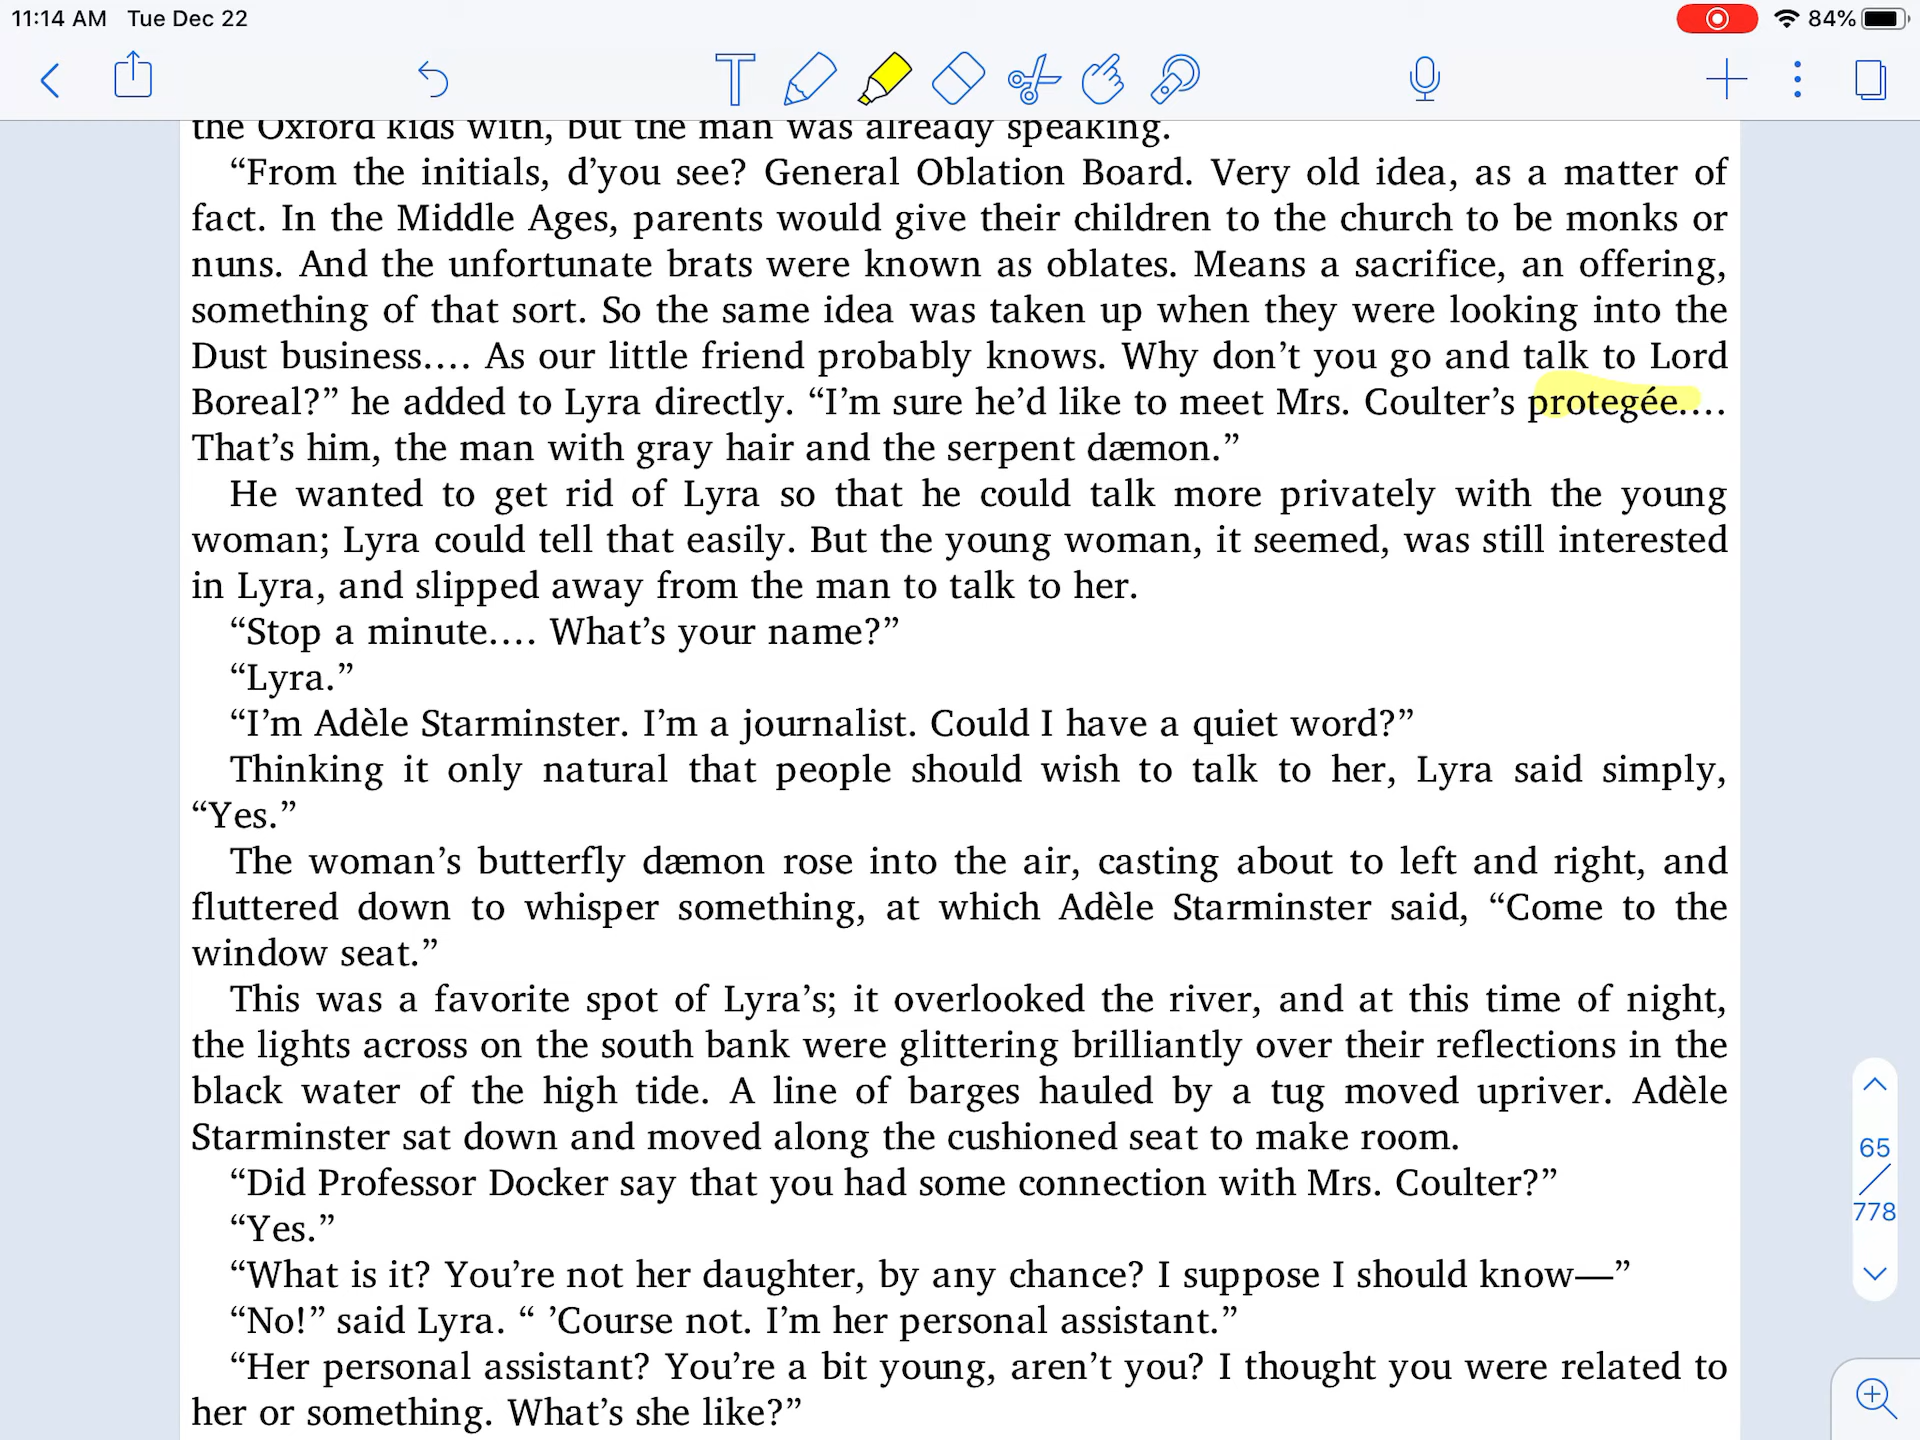 11:14 AM Tue Dec 22
84%
T
the Oxford kids with, but the man was already speaking.
“From the initials, d’you see? General Oblation Board. Very old idea, as a matter of
fact. In the Middle Ages, parents would give their children to the church to be monks or
nuns. And the unfortunate brats were known as oblates. Means a sacrifice, an offering,
something of that sort. So the same idea was taken up when they were looking into the
Dust business.... As our little friend probably knows. Why don’t you go and talk to Lord
Boreal?” he added to Lyra directly. “I’m sure he’d like to meet Mrs. Coulter’s protegée....
That’s him, the man with gray hair and the serpent dæmon.”
He wanted to get rid of Lyra so that he could talk more privately with the young
woman; Lyra could tell that easily. But the young woman, it seemed, was still interested
in Lyra, and slipped away from the man to talk to her.
“Stop a minute.... What’s your name?”
“Lyra.”
“I’m Adèle Starminster. I’m a journalist. Could I have a quiet word?”
Thinking it only natural that people should wish to talk to her, Lyra said simply,
“Yes.”
The woman’s butterfly dæmon rose into the air, casting about to left and right, and
fluttered down to whisper something, at which Adèle Starminster said, “Come to the
window seat.”
This was a favorite spot of Lyra’s; it overlooked the river, and at this time of night,
the lights across on the south bank were glittering brilliantly over their reflections in the
black water of the high tide. A line of barges hauled by a tug moved upriver. Adèle
Starminster sat down and moved along the cushioned seat to make room.
“Did Professor Docker say that you had some connection with Mrs. Coulter?”
“Yes.”
“What is it? You’re not her daughter, by any chance? I suppose I should know—”
“No!” said Lyra. “ ’Course not. I’m her personal assistant.”
“Her personal assistant? You’re a bit young, aren’t you? I thought you were related to
her or something. What’s she like?”
65
/
778